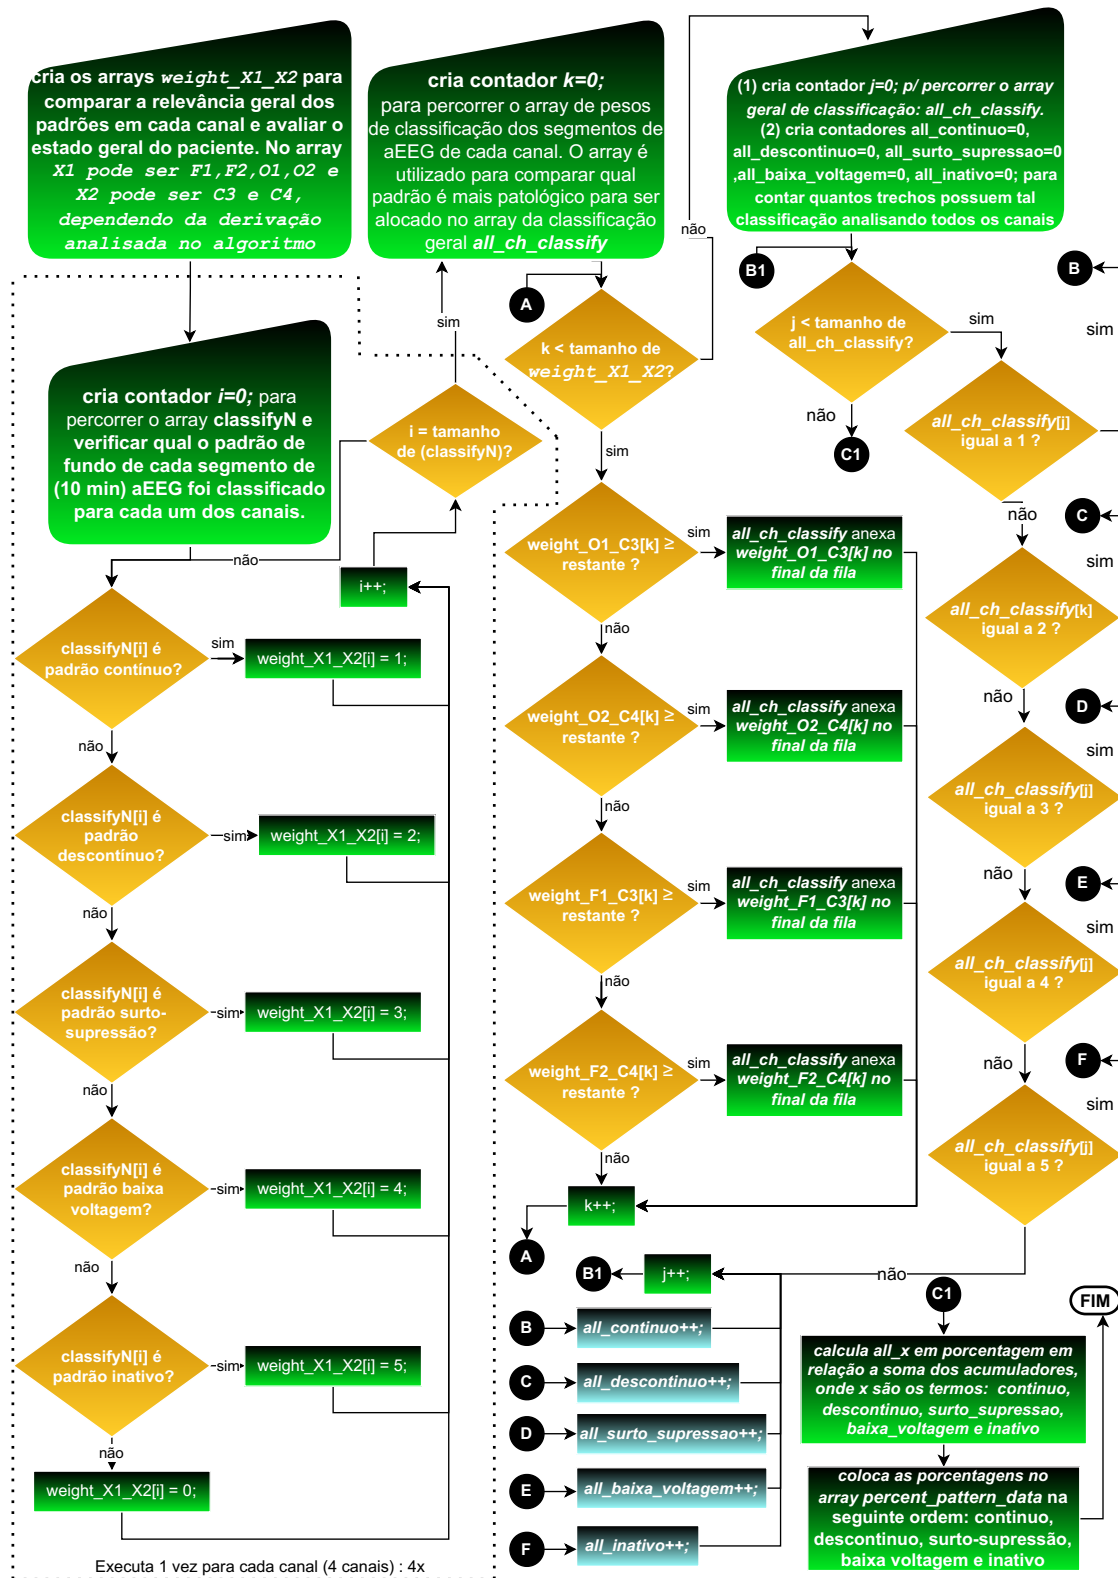 cria os arrays weight_X1_X2 para
comparar a relevância geral dos
padrões em cada canal e avaliar o
estado geral do paciente. No array
X1 pode ser F1,F2,O1,O2 e
X2 pode ser C3 e C4,
dependendo da derivação
analisada no algoritmo
cria contador i=0; para
percorrer o array classifyN e
verificar qual o padrão de
fundo de cada segmento de
(10 min) aEEG foi classificado
para cada um dos canais.
não
classifyN[i] é
padrão contínuo?
sim
weight_X1_X2[i] = 1;
não
classifyN[i] é
padrão
descontínuo?
sim
weight_X1_X2[i] = 2;
não
classifyN[i] é
padrão surto-
supressão?
sim
weight_X1_X2[i] = 3;
não
classifyN[i] é
padrão baixa
voltagem?
sim
weight_X1_X2[i] = 4;
não
classifyN[i] é
padrão inativo?
sim
weight_X1_X2[i] = 5;
não
weight_X1_X2[i] = 0;
i++;
i = tamanho
de (classifyN)?
sim
Executa 1 vez para cada canal (4 canais) : 4x
cria contador k=0;
para percorrer o array de pesos
de classificação dos segmentos de
aEEG de cada canal. O array é
utilizado para comparar qual
padrão é mais patológico para ser
alocado no array da classificação
geral all_ch_classify
A
k < tamanho de
weight_X1_X2?
não
sim
weight_O1_C3[k] ≥
restante ?
sim
all_ch_classify anexa
weight_O1_C3[k] no
final da fila
não
weight_O2_C4[k] ≥
restante ?
sim
all_ch_classify anexa
weight_O2_C4[k] no
final da fila
não
weight_F1_C3[k] ≥
restante ?
sim
all_ch_classify anexa
weight_F1_C3[k] no
final da fila
não
weight_F2_C4[k] ≥
restante ?
sim
all_ch_classify anexa
weight_F2_C4[k] no
final da fila
não
k++;
A
(1) cria contador j=0; p/ percorrer o array
geral de classificação: all_ch_classify.
(2) cria contadores all_continuo=0,
all_descontinuo=0, all_surto_supressao=0
,all_baixa_voltagem=0, all_inativo=0; para
contar quantos trechos possuem tal
classificação analisando todos os canais
B1
j < tamanho de
all_ch_classify?
sim
não
C1
all_ch_classify[j]
igual a 1 ?
B
sim
não
all_ch_classify[k]
igual a 2 ?
C
sim
não
all_ch_classify[j]
igual a 3 ?
D
sim
não
all_ch_classify[j]
igual a 4 ?
E
sim
não
all_ch_classify[j]
igual a 5 ?
F
sim
não
B1
j++;
B
all_continuo++;
C
all_descontinuo++;
D
all_surto_supressao++;
E
all_baixa_voltagem++;
F
all_inativo++;
C1
calcula all_x em porcentagem em
relação a soma dos acumuladores,
onde x são os termos: continuo,
descontinuo, surto_supressao,
baixa_voltagem e inativo
coloca as porcentagens no
array percent_pattern_data na
seguinte ordem: continuo,
descontinuo, surto-supressão,
baixa voltagem e inativo
FIM